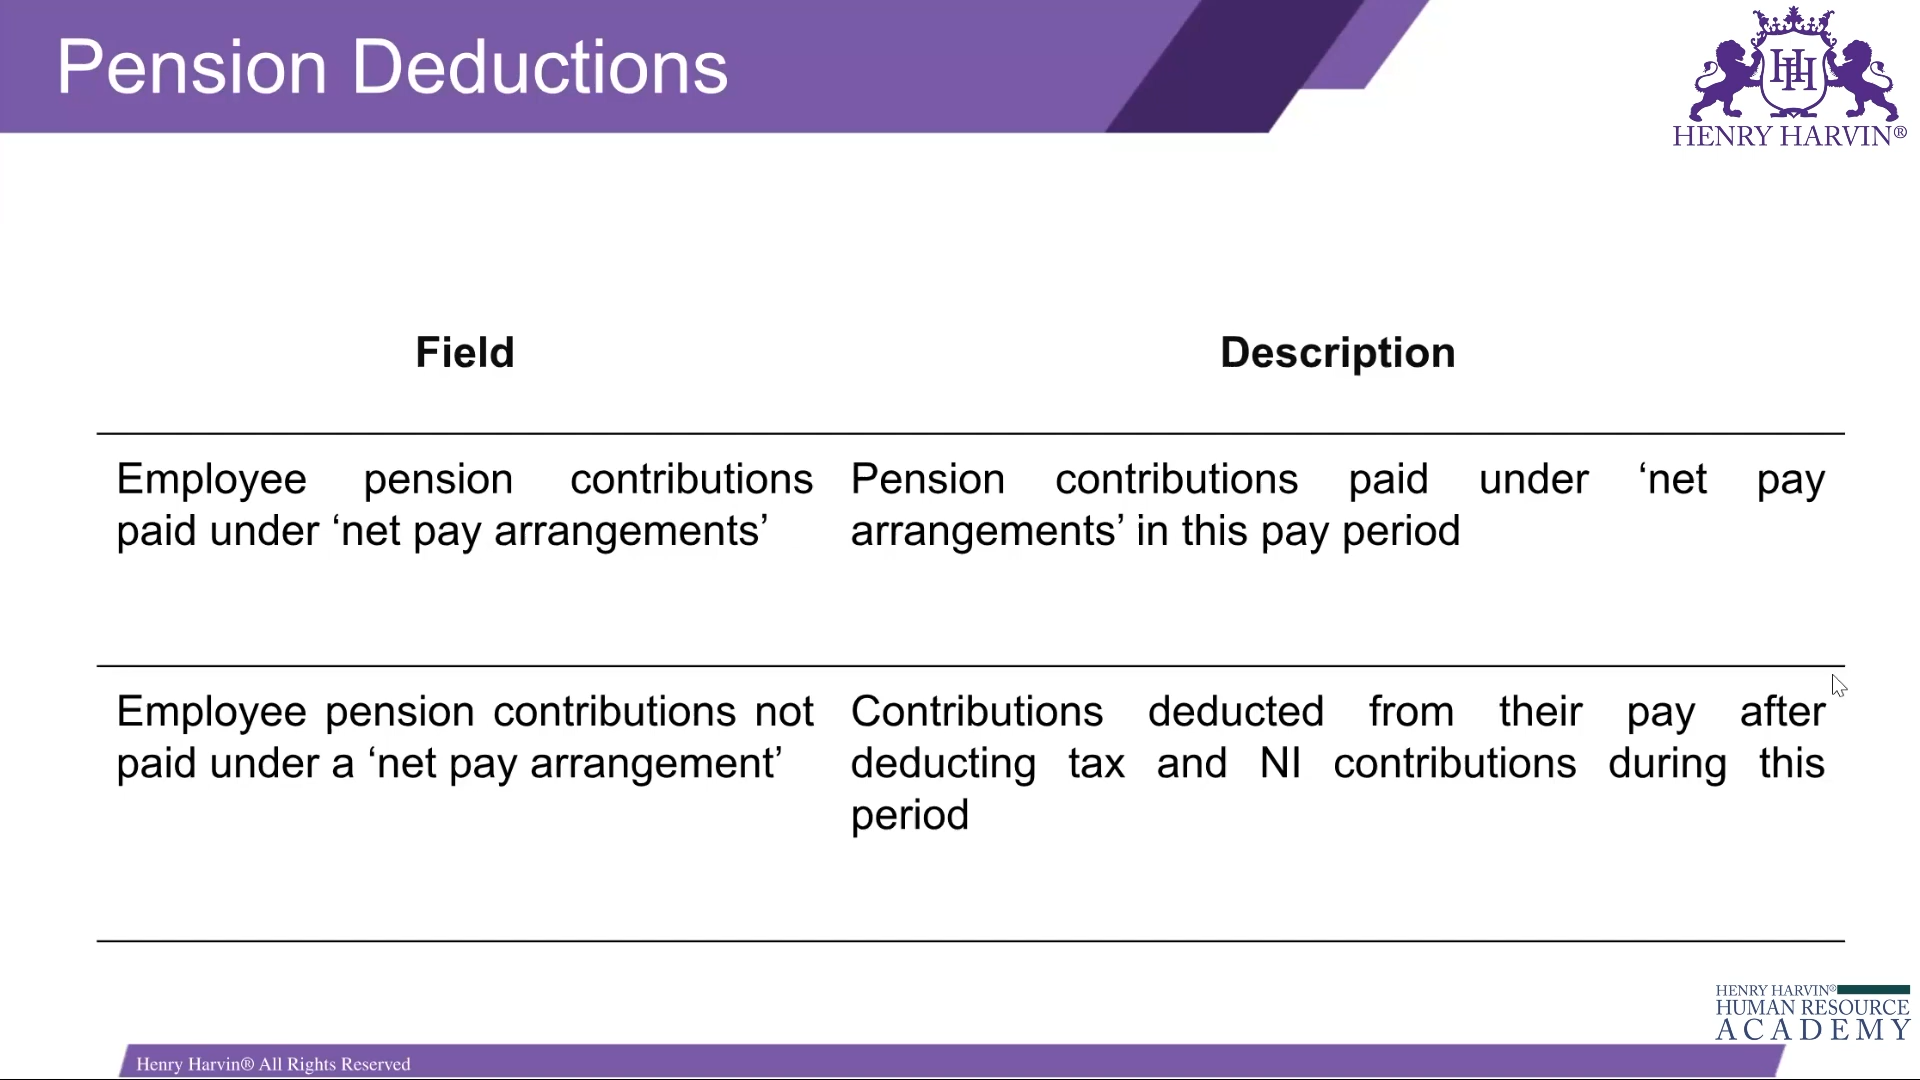 Pension Deductions
HENRY HARVIN®
Field
Description
Employee pension contributions
paid under ‘net pay arrangements’
Pension contributions paid under ‘net pay
arrangements’ in this pay period
Employee pension contributions not
paid under a ‘net pay arrangement’
Contributions deducted from their pay after
deducting tax and NI contributions during this
period
HENRY HARVIN®
HUMAN RESOURCE
ACADEMY
Henry Harvin® All Rights Reserved